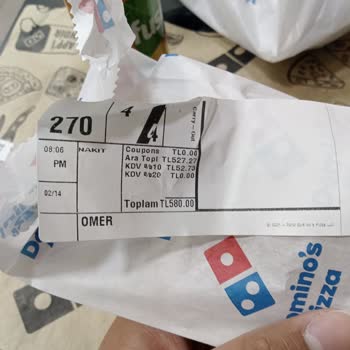 270
4
4
Carry - Out
08:06
PM
02/14
NAKIT
Coupons TL0.00
Ara Topl TL527.27
KDV %10 TL52.73
KDV %20 TL0.00
Toplam TL580.00
OMER
Domino's
Pizza